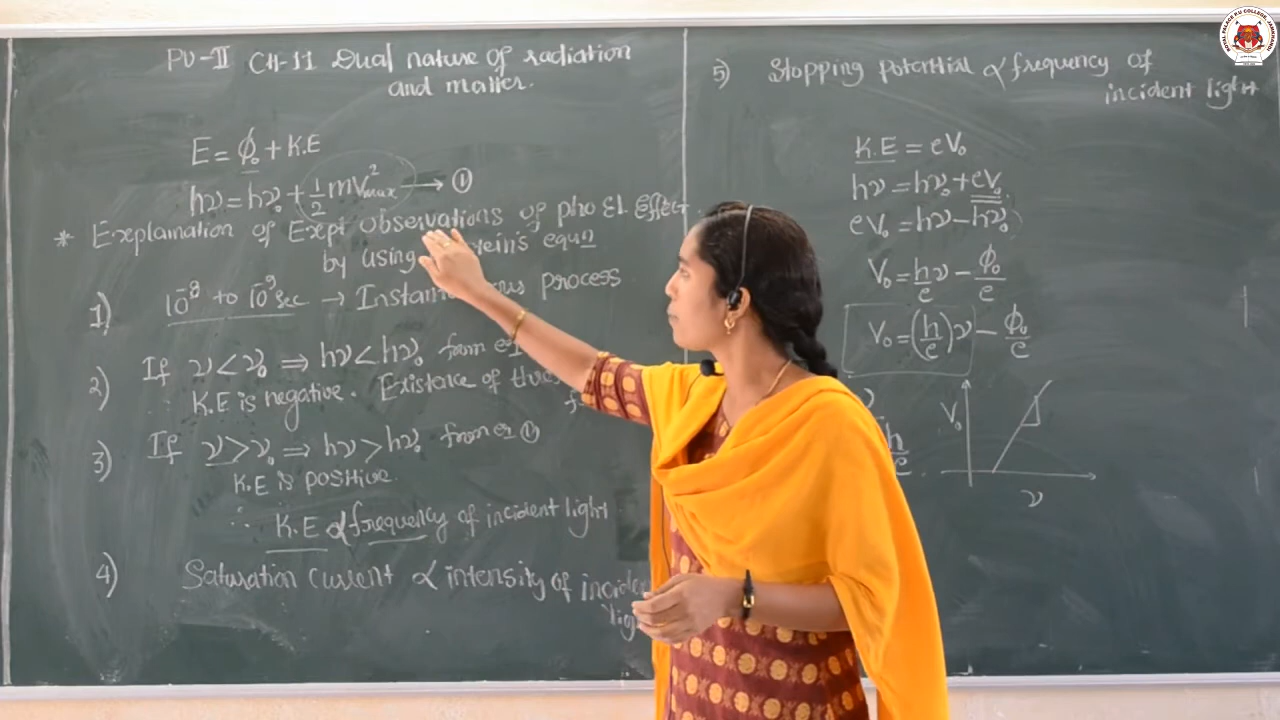 PU-II CH-11 Dual nature of radiation
and matter.
E = ϕ₀ + K.E
hν = hν₀ + 1/2 mV²max → ①
* Explanation of Expt observations of pho El Effect
by using equn
1) 10⁻⁸ to 10⁻⁹ sec → process
2) If ν < ν₀ ⇒ hν < hν₀ from
K.E is negative. Existence of
3) If ν > ν₀ ⇒ hν > hν₀ from er ①
K.E is positive.
∴ K.E ∝ frequency of incident light
4) Saturation current ∝ intensity of
5) Stopping Potential ∝ frequency of
incident light
K.E = eV₀
hν = hν₀ + eV₀
eV₀ = hν - hν₀
V₀ = hν/e - ϕ₀/e
V₀ = (h/e)ν - ϕ₀/e
h/e
V₀
ν